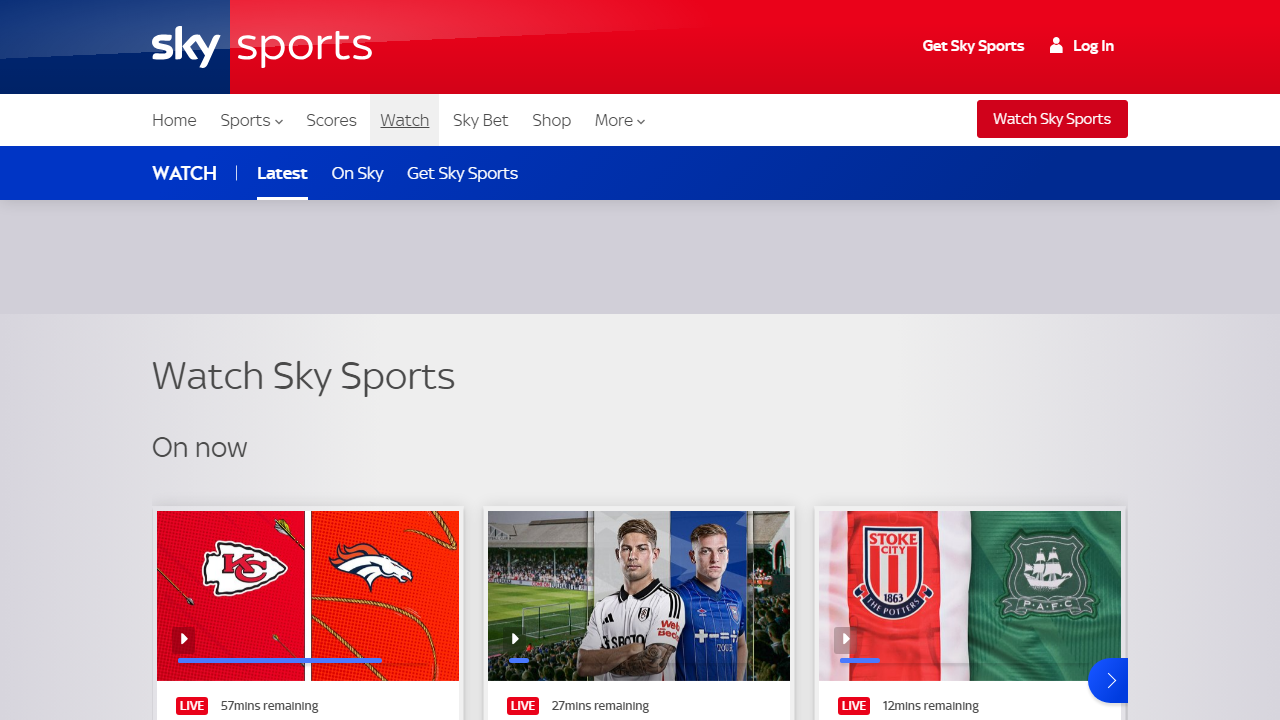 sky sports
Get Sky Sports
Log In
Home
Sports
Scores
Watch
Sky Bet
Shop
More
Watch Sky Sports
WATCH
Latest
On Sky
Get Sky Sports
Watch Sky Sports
On now
KC
STOKE
CITY
1863
THE POTTERS
P.A.F.C
TOUR
LIVE 57mins remaining
LIVE 27mins remaining
LIVE 12mins remaining